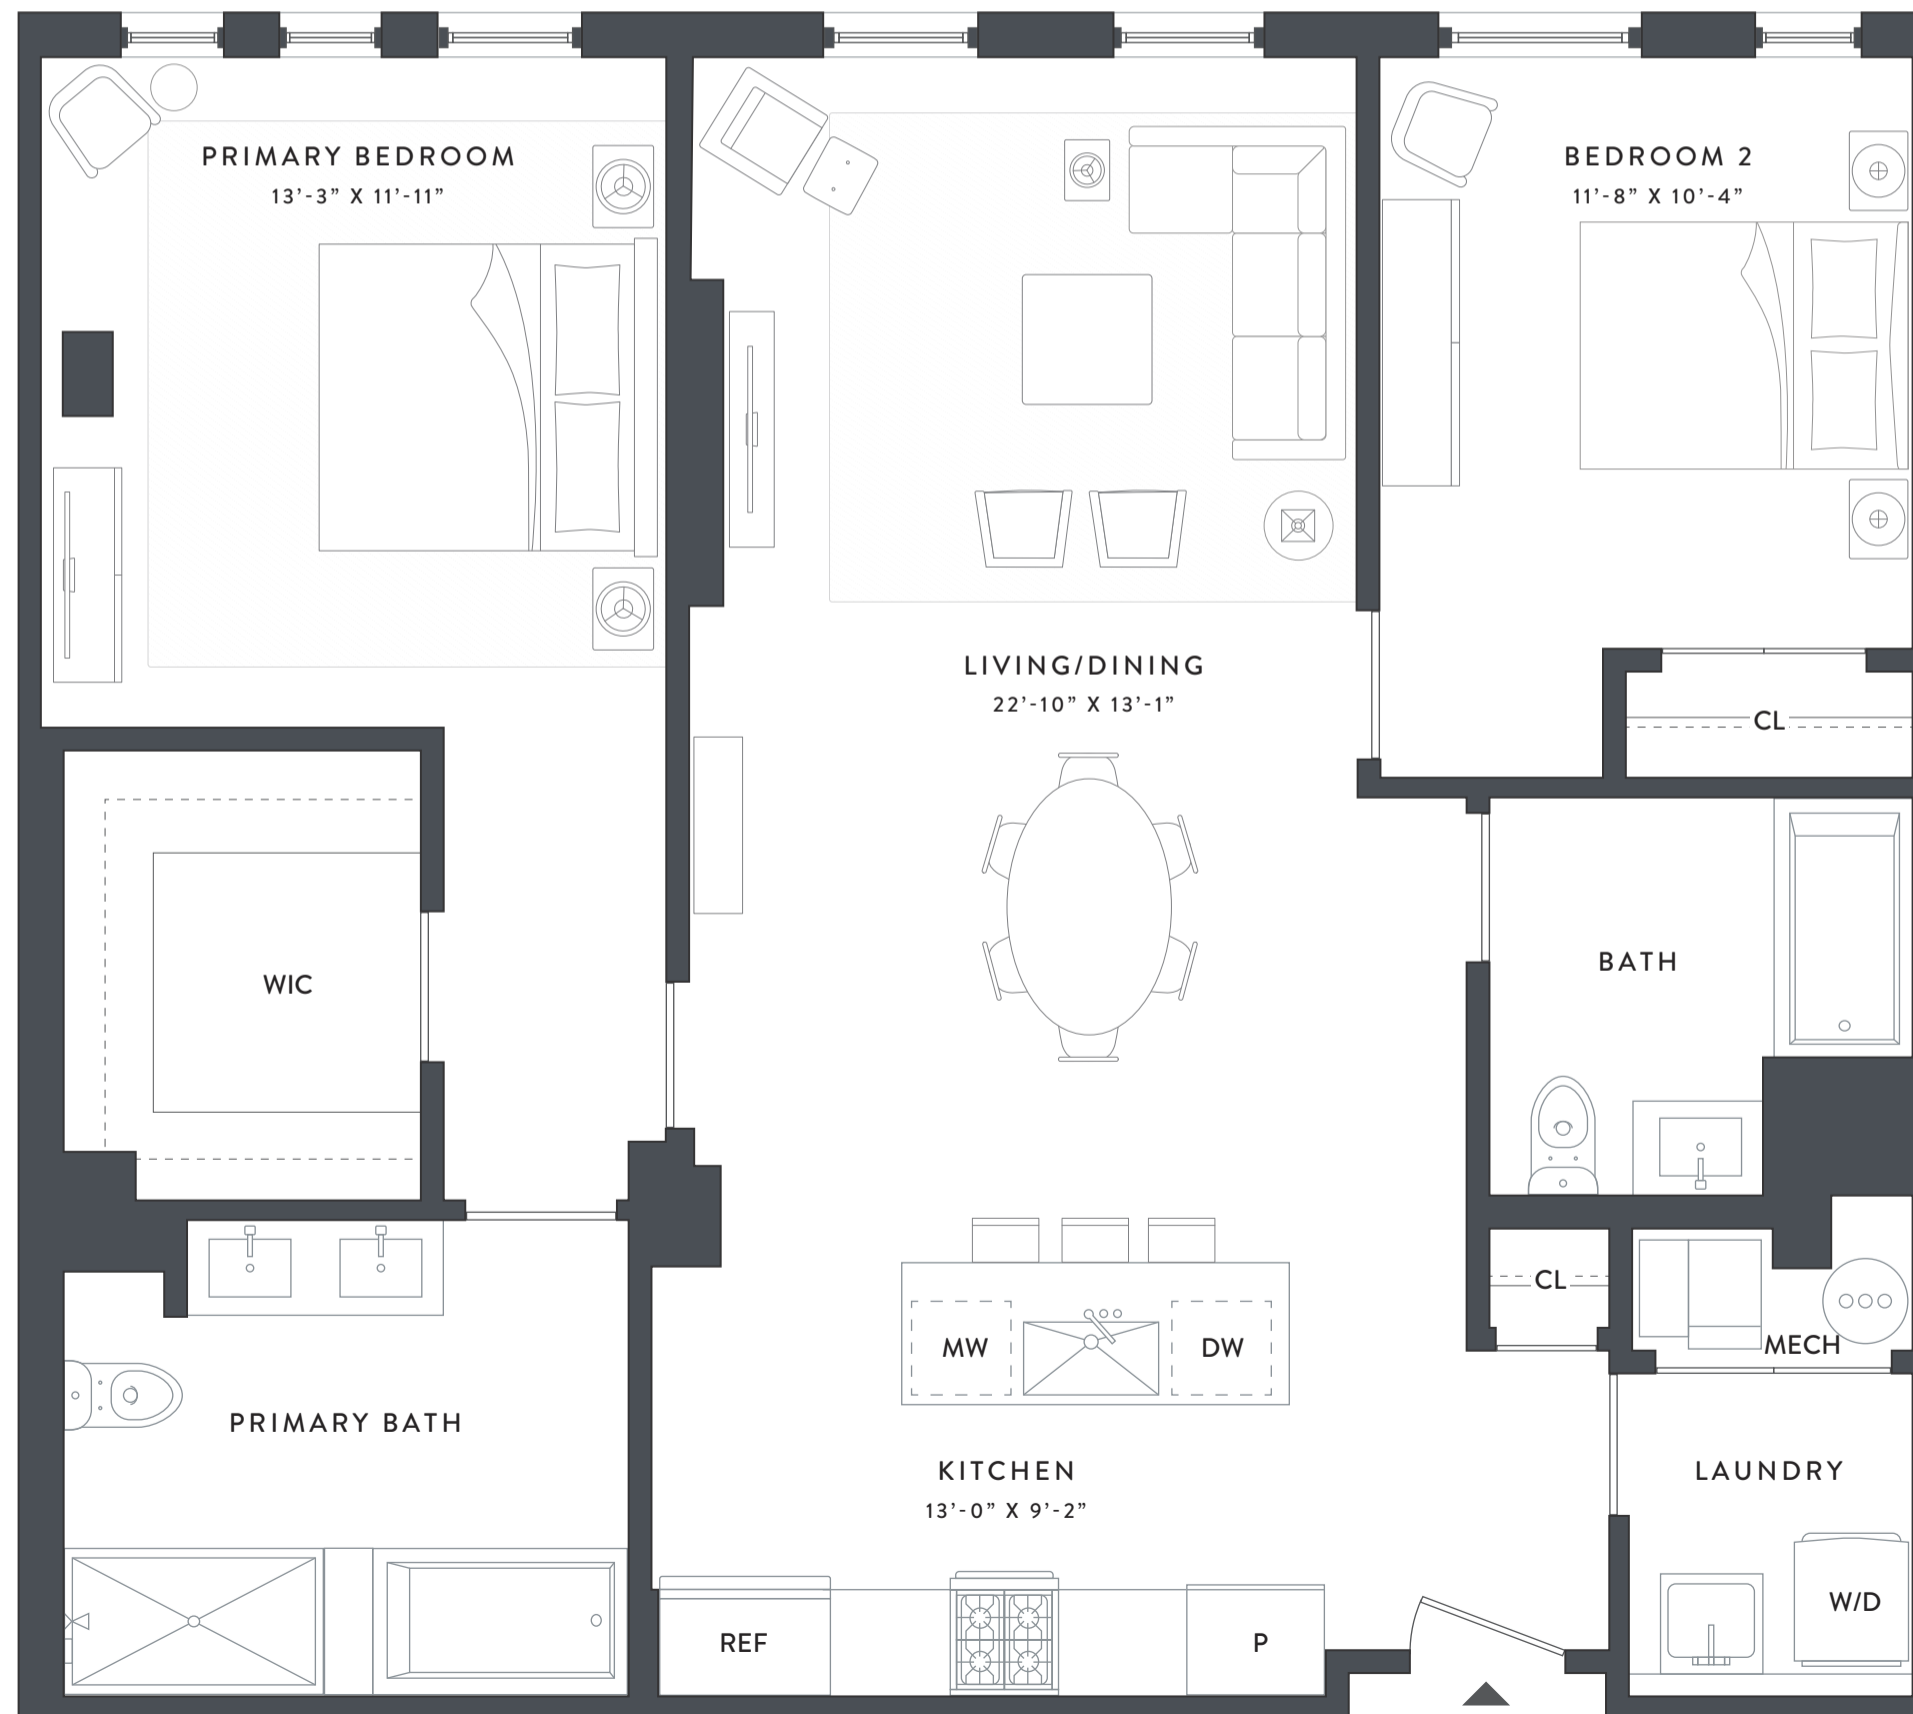 PRIMARY BEDROOM
13’-3” X 11’-11”
BEDROOM 2
11’-8” X 10’-4”
LIVING/DINING
22’-10” X 13’-1”
CL
WIC
BATH
CL
MECH
MW
DW
PRIMARY BATH
KITCHEN
13’-0” X 9’-2”
LAUNDRY
REF
P
W/D